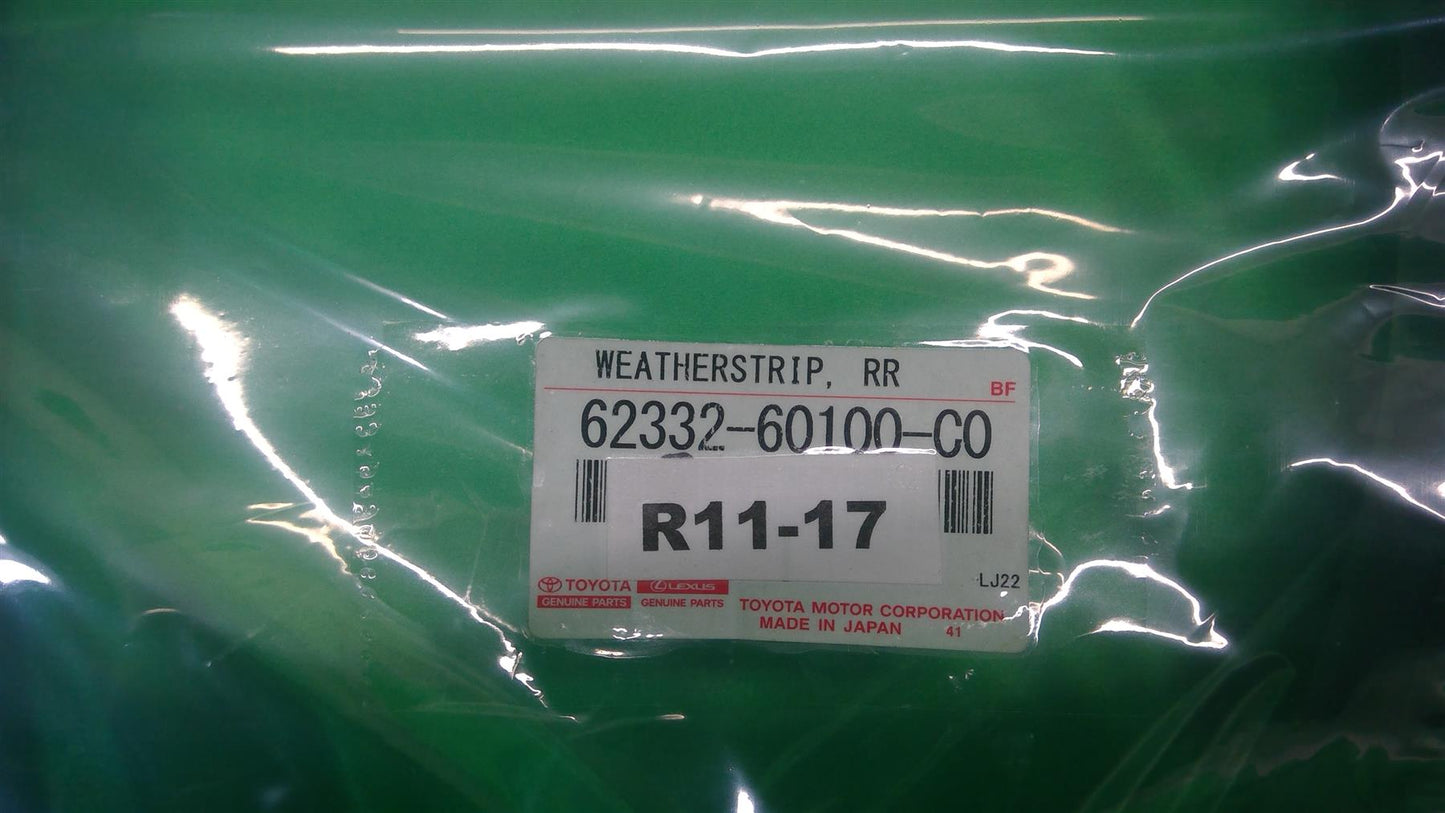 WEATHERSTRIP, RR
BF
62332-60100-C0
R11-17
LJ22
TOYOTA LEXUS
GENUINE PARTS GENUINE PARTS
TOYOTA MOTOR CORPORATION
MADE IN JAPAN 41